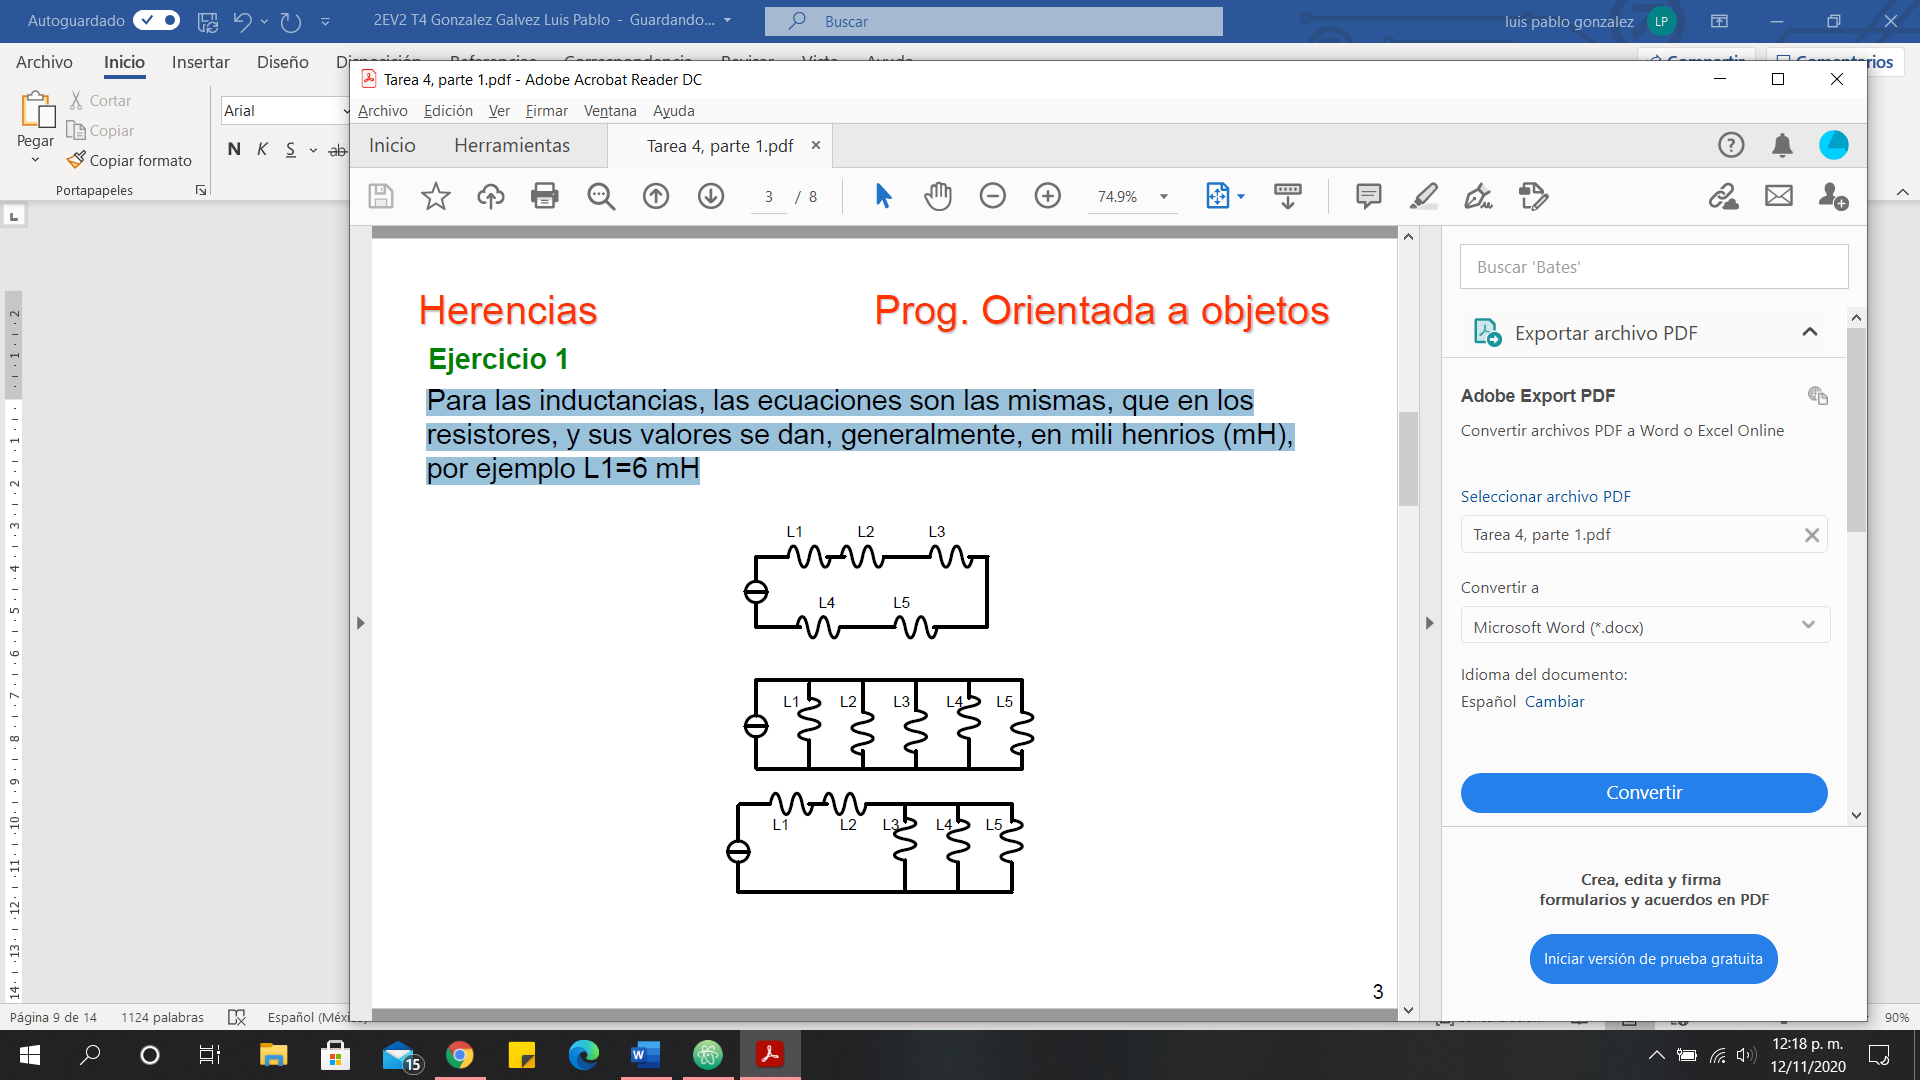 Autoguardado
2EV2 T4 Gonzalez Galvez Luis Pablo - Guardando...
Buscar
luis pablo gonzalez
LP
Archivo
Inicio
Insertar
Diseño
Tarea 4, parte 1.pdf - Adobe Acrobat Reader DC
Cortar
Copiar
Copiar formato
Pegar
Portapapeles
Arial
N K S ab
Archivo Edición Ver Firmar Ventana Ayuda
Inicio
Herramientas
Tarea 4, parte 1.pdf
3 / 8
74.9%
Herencias
Prog. Orientada a objetos
Ejercicio 1
Para las inductancias, las ecuaciones son las mismas, que en los
resistores, y sus valores se dan, generalmente, en mili henrios (mH),
por ejemplo L1=6 mH
L1 L2 L3
L4 L5
L1 L2 L3 L4 L5
L1 L2 L3 L4 L5
3
Buscar 'Bates'
Exportar archivo PDF
Adobe Export PDF
Convertir archivos PDF a Word o Excel Online
Seleccionar archivo PDF
Tarea 4, parte 1.pdf
Convertir a
Microsoft Word (*.docx)
Idioma del documento:
Español Cambiar
Convertir
Crea, edita y firma
formularios y acuerdos en PDF
Iniciar versión de prueba gratuita
Página 9 de 14
1124 palabras
Español
90%
15
12:18 p. m.
12/11/2020